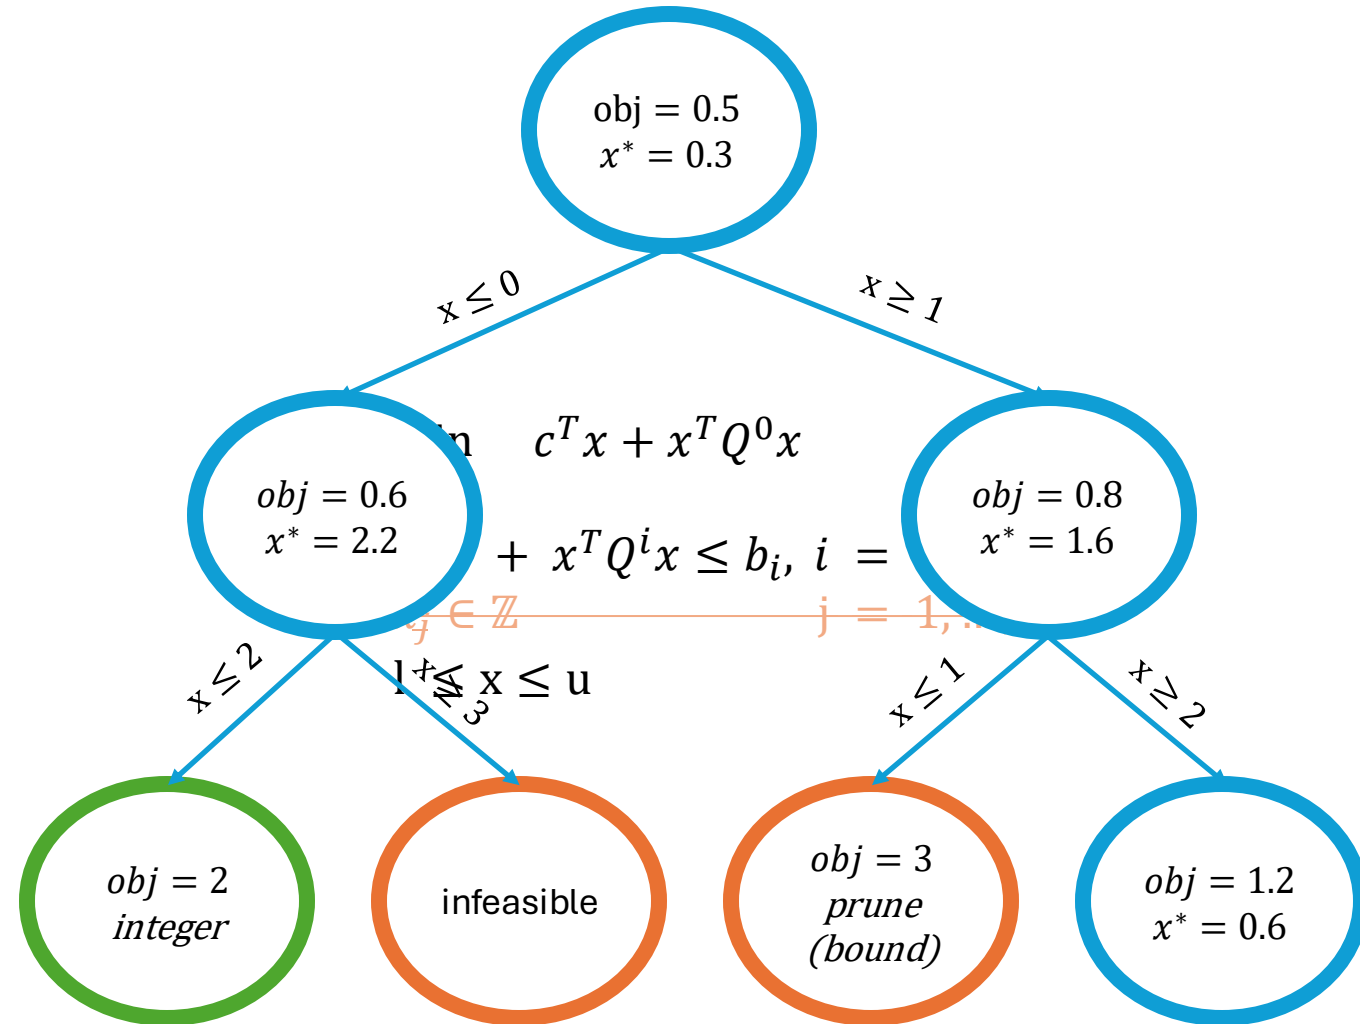 obj = 0.5
x* = 0.3
x ≤ 0
x ≥ 1
c^T x + x^T Q^0 x
obj = 0.6
x* = 2.2
obj = 0.8
x* = 1.6
+ x^T Q^i x ≤ b_i, i =
∈ ℤ j = 1, ..
l ≤ x ≤ u
x ≤ 2
x ≥ 3
x ≤ 1
x ≥ 2
obj = 2
integer
infeasible
obj = 3
prune
(bound)
obj = 1.2
x* = 0.6